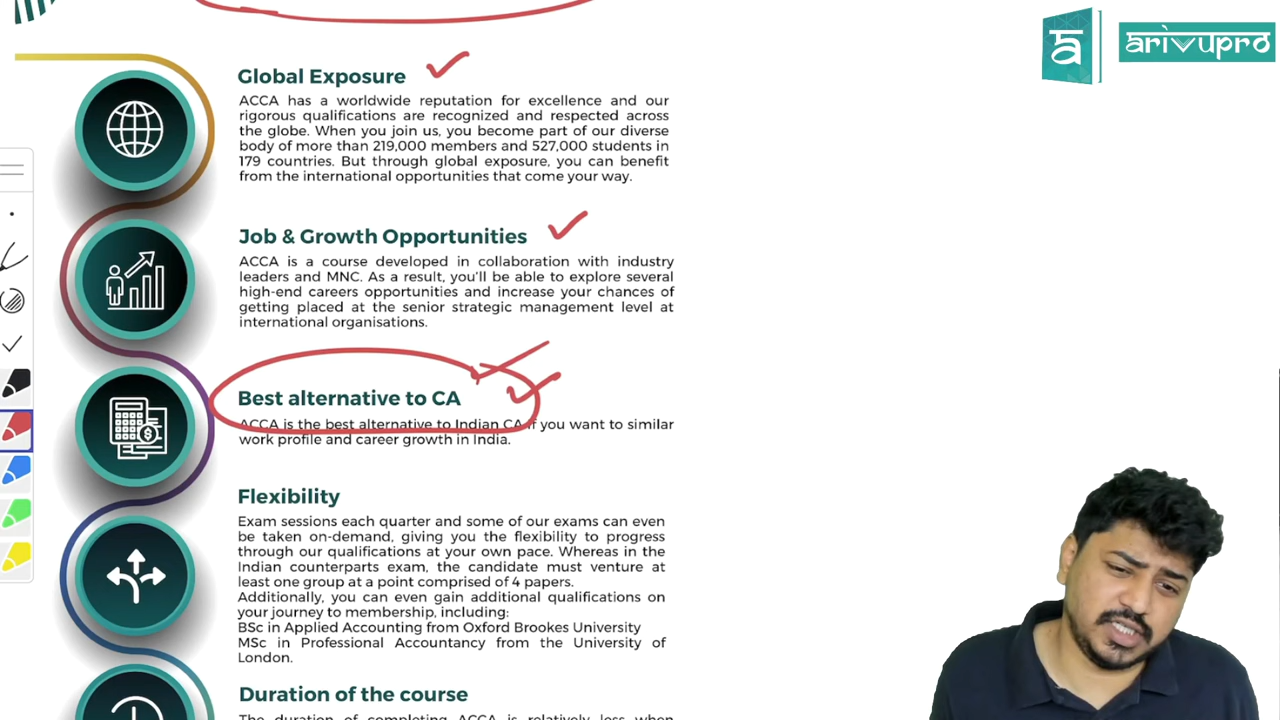 arivupro
Global Exposure
ACCA has a worldwide reputation for excellence and our
rigorous qualifications are recognized and respected across
the globe. When you join us, you become part of our diverse
body of more than 219,000 members and 527,000 students in
179 countries. But through global exposure, you can benefit
from the international opportunities that come your way.
Job & Growth Opportunities
ACCA is a course developed in collaboration with industry
leaders and MNC. As a result, you'll be able to explore several
high-end careers opportunities and increase your chances of
getting placed at the senior strategic management level at
international organisations.
Best alternative to CA
ACCA is the best alternative to Indian CA if you want to similar
work profile and career growth in India.
Flexibility
Exam sessions each quarter and some of our exams can even
be taken on-demand, giving you the flexibility to progress
through our qualifications at your own pace. Whereas in the
Indian counterparts exam, the candidate must venture at
least one group at a point comprised of 4 papers.
Additionally, you can even gain additional qualifications on
your journey to membership, including:
BSc in Applied Accounting from Oxford Brookes University
MSc in Professional Accountancy from the University of
London.
Duration of the course
The duration of completing ACCA is relatively less when